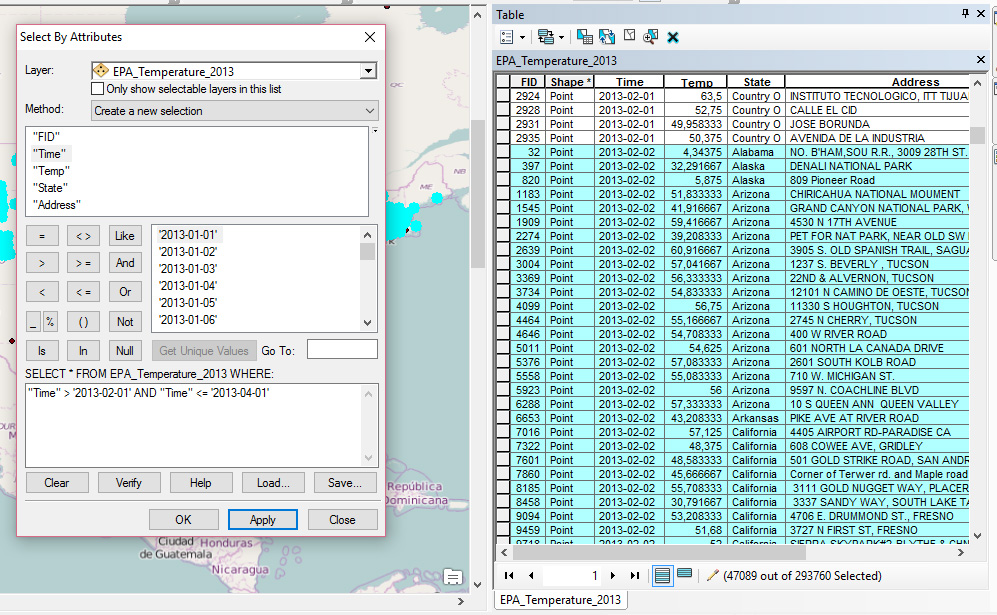 Select By Attributes
Layer:
EPA_Temperature_2013
Only show selectable layers in this list
Method:
Create a new selection
"FID"
"Time"
"Temp"
"State"
"Address"
= < > Like
> > = And
< < = Or
_ % ( ) Not
Is In Null
'2013-01-01'
'2013-01-02'
'2013-01-03'
'2013-01-04'
'2013-01-05'
'2013-01-06'
Get Unique Values Go To:
SELECT * FROM EPA_Temperature_2013 WHERE:
"Time" > '2013-02-01' AND "Time" <= '2013-04-01'
Clear Verify Help Load... Save...
OK Apply Close
QC
NB
ME
República
Dominicana
Ciudad
de Guatemala
Honduras
Nicaragua
Table
EPA_Temperature_2013
FID Shape * Time Temp State Address
2924 Point 2013-02-01 63,5 Country O INSTITUTO TECNOLOGICO, ITT TIJUA
2928 Point 2013-02-01 52,75 Country O CALLE EL CID
2931 Point 2013-02-01 49,958333 Country O JOSE BORUNDA
2935 Point 2013-02-01 50,375 Country O AVENIDA DE LA INDUSTRIA
32 Point 2013-02-02 4,34375 Alabama NO. B'HAM,SOU R.R., 3009 28TH ST.
397 Point 2013-02-02 32,291667 Alaska DENALI NATIONAL PARK
820 Point 2013-02-02 5,875 Alaska 809 Pioneer Road
1183 Point 2013-02-02 51,833333 Arizona CHIRICAHUA NATIONAL MOUMENT
1545 Point 2013-02-02 41,916667 Arizona GRAND CANYON NATIONAL PARK,
1909 Point 2013-02-02 59,416667 Arizona 4530 N 17TH AVENUE
2274 Point 2013-02-02 39,208333 Arizona PET FOR NAT PARK, NEAR OLD SW
2639 Point 2013-02-02 60,916667 Arizona 3905 S. OLD SPANISH TRAIL, SAGUA
3004 Point 2013-02-02 57,041667 Arizona 1237 S. BEVERLY , TUCSON
3369 Point 2013-02-02 56,333333 Arizona 22ND & ALVERNON, TUCSON
3734 Point 2013-02-02 54,833333 Arizona 12101 N CAMINO DE OESTE, TUCSON
4099 Point 2013-02-02 56,75 Arizona 11330 S HOUGHTON, TUCSON
4464 Point 2013-02-02 55,166667 Arizona 2745 N CHERRY, TUCSON
4646 Point 2013-02-02 54,708333 Arizona 400 W RIVER ROAD
5011 Point 2013-02-02 54,625 Arizona 601 NORTH LA CANADA DRIVE
5376 Point 2013-02-02 57,083333 Arizona 2601 SOUTH KOLB ROAD
5558 Point 2013-02-02 55,083333 Arizona 710 W. MICHIGAN ST.
5923 Point 2013-02-02 56 Arizona 9597 N. COACHLINE BLVD
6288 Point 2013-02-02 57,333333 Arizona 10 S QUEEN ANN QUEEN VALLEY
6653 Point 2013-02-02 43,208333 Arkansas PIKE AVE AT RIVER ROAD
7016 Point 2013-02-02 57,125 California 4405 AIRPORT RD-PARADISE CA
7322 Point 2013-02-02 48,375 California 608 COWEE AVE, GRIDLEY
7601 Point 2013-02-02 48,583333 California 501 GOLD STRIKE ROAD, SAN ANDR
7860 Point 2013-02-02 45,666667 California Corner of Terwer rd. and Maple road
8185 Point 2013-02-02 55,708333 California 3111 GOLD NUGGET WAY, PLACER
8458 Point 2013-02-02 30,791667 California 3337 SANDY WAY, SOUTH LAKE TA
9094 Point 2013-02-02 53,208333 California 4706 E. DRUMMOND ST., FRESNO
9459 Point 2013-02-02 51,68 California 3727 N FIRST ST, FRESNO
9718 Point 2013-02-02 52 California SIERRA SKYPARK#2 BLYTHE & CHN
1 (47089 out of 293760 Selected)
EPA_Temperature_2013